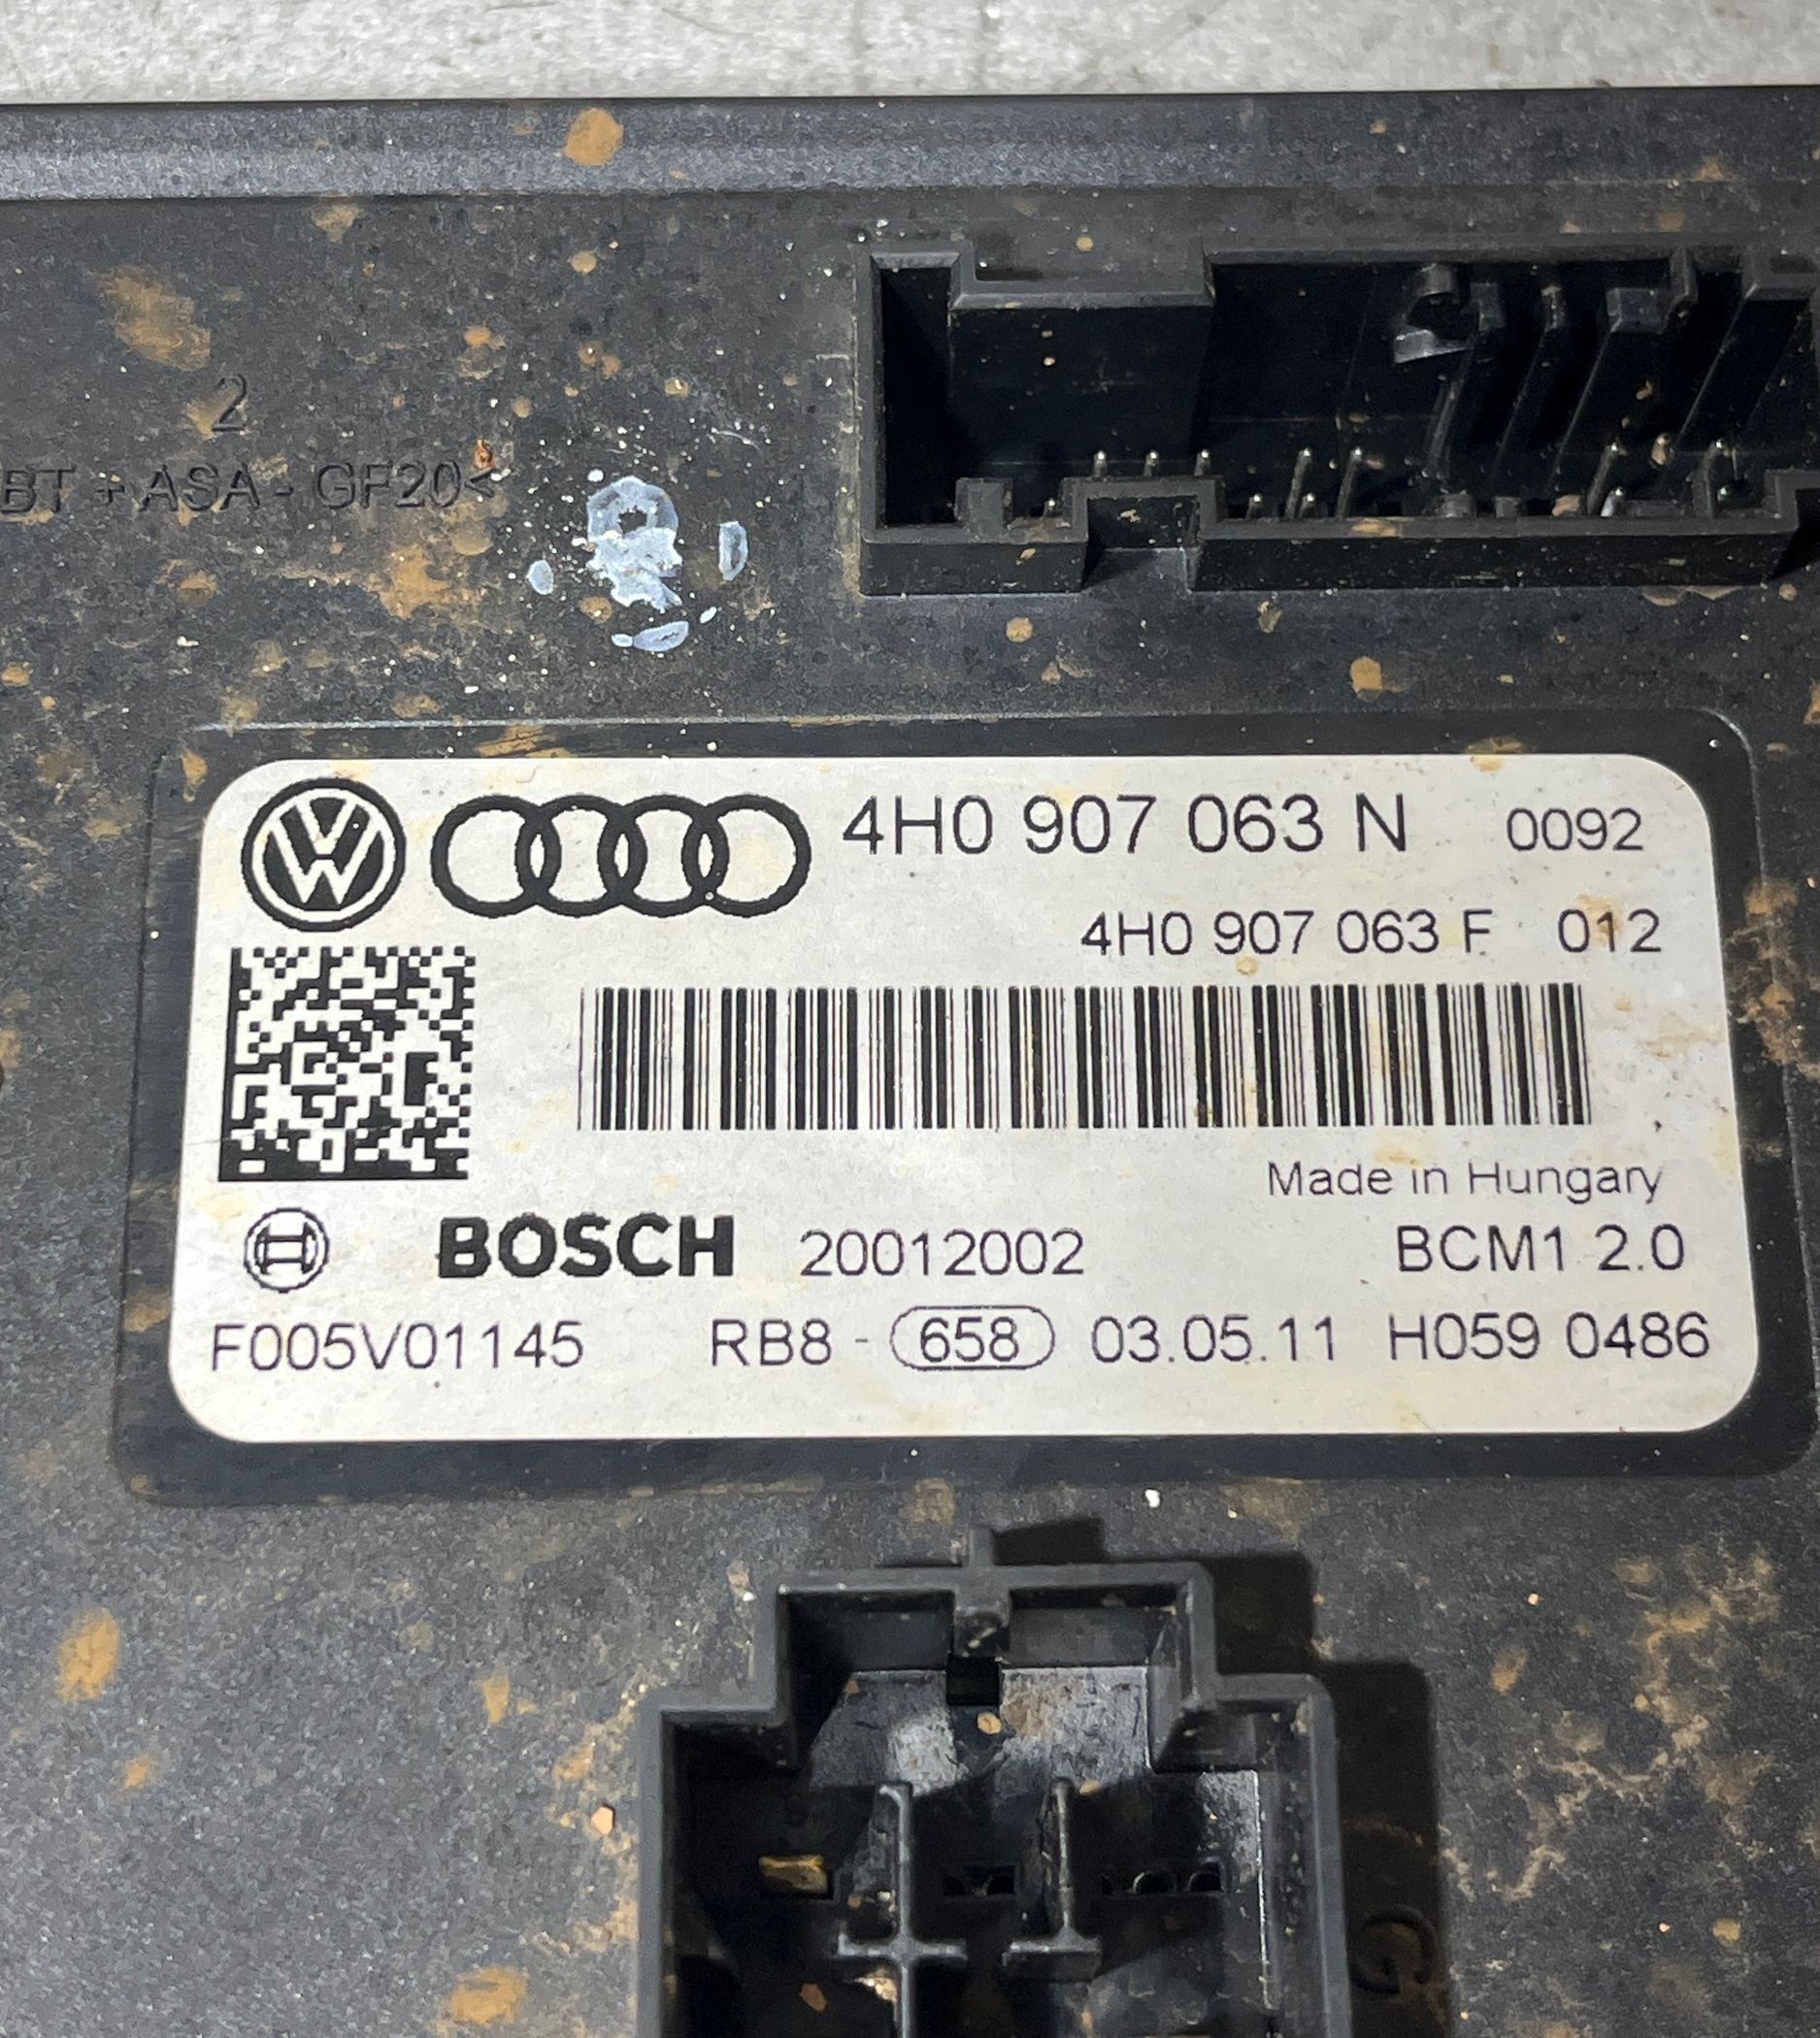 2
BT + ASA - GF20<
4H0 907 063 N 0092
4H0 907 063 F 012
Made in Hungary
BOSCH 20012002 BCM1 2.0
F005V01145 RB8 - 658 03.05.11 H059 0486
G